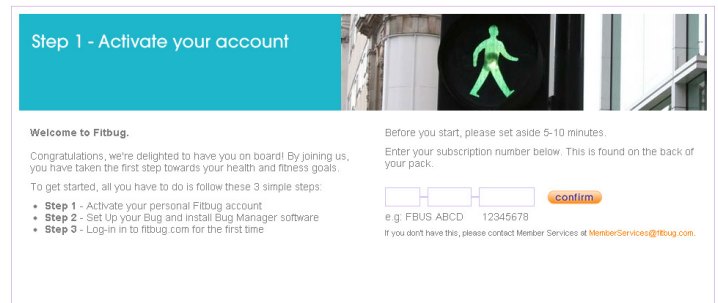 Step 1 - Activate your account
Welcome to Fitbug.
Congratulations, we're delighted to have you on board! By joining us,
you have taken the first step towards your health and fitness goals.
To get started, all you have to do is follow these 3 simple steps:
• Step 1 - Activate your personal Fitbug account
• Step 2 - Set Up your Bug and install Bug Manager software
• Step 3 - Log-in in to fitbug.com for the first time
Before you start, please set aside 5-10 minutes.
Enter your subscription number below. This is found on the back of
your pack.
confirm
e.g: FBUS ABCD 12345678
If you don't have this, please contact Member Services at MemberServices@fitbug.com.